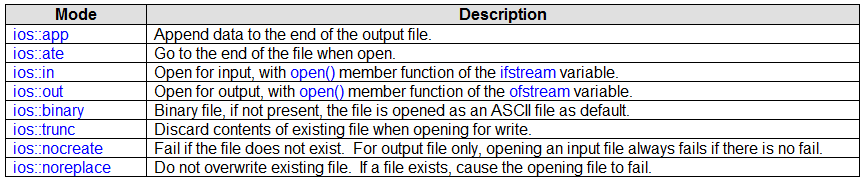 Mode Description
ios::app Append data to the end of the output file.
ios::ate Go to the end of the file when open.
ios::in Open for input, with open() member function of the ifstream variable.
ios::out Open for output, with open() member function of the ofstream variable.
ios::binary Binary file, if not present, the file is opened as an ASCII file as default.
ios::trunc Discard contents of existing file when opening for write.
ios::nocreate Fail if the file does not exist. For output file only, opening an input file always fails if there is no fail.
ios::noreplace Do not overwrite existing file. If a file exists, cause the opening file to fail.